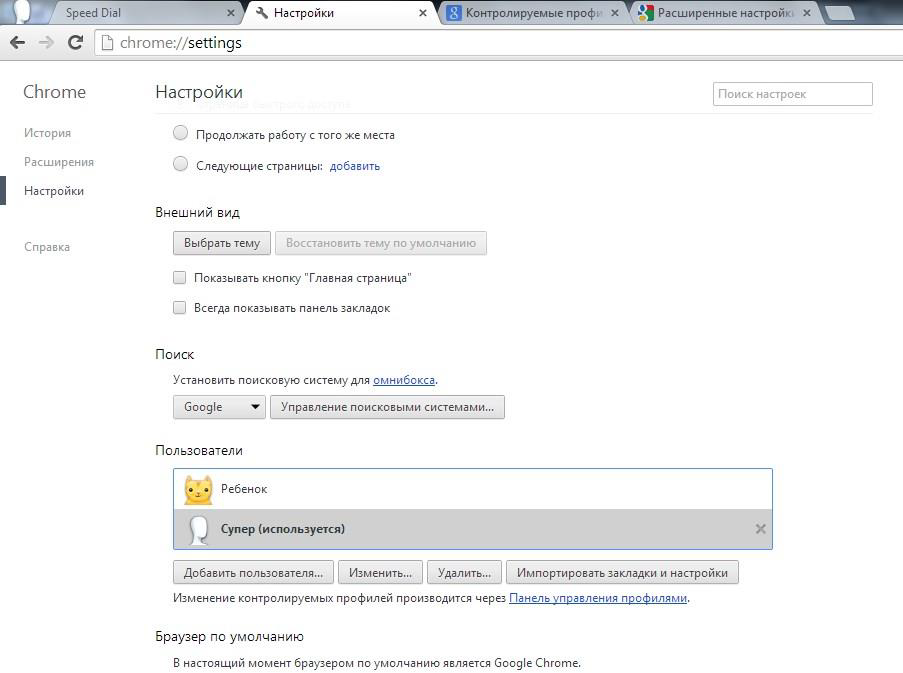 Speed Dial
Настройки
Контролируемые профи
Расширенные настройки
chrome://settings
Chrome
Настройки
Поиск настроек
История
Расширения
Настройки
Справка
быстрого доступа
Продолжать работу с того же места
Следующие страницы: добавить
Внешний вид
Выбрать тему
Восстановить тему по умолчанию
Показывать кнопку "Главная страница"
Всегда показывать панель закладок
Поиск
Установить поисковую систему для омнибокса.
Google
Управление поисковыми системами...
Пользователи
Ребенок
Супер (используется)
Добавить пользователя...
Изменить...
Удалить...
Импортировать закладки и настройки
Изменение контролируемых профилей производится через Панель управления профилями.
Браузер по умолчанию
В настоящий момент браузером по умолчанию является Google Chrome.